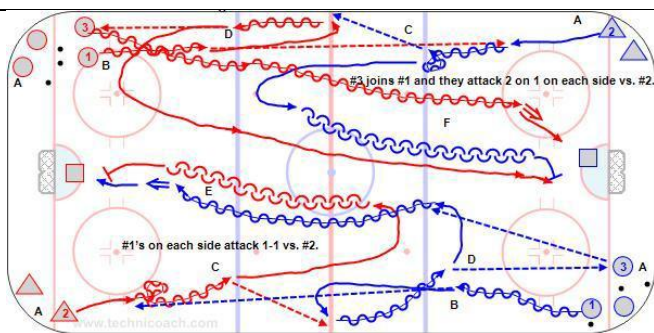 3
D
C
A
2
1
B
A
#3 joins #1 and they attack 2 on 1 on each side vs. #2.
F
E
#1's on each side attack 1-1 vs. #2.
C
D
3
A
A
2
B
1
www.technicoach.com